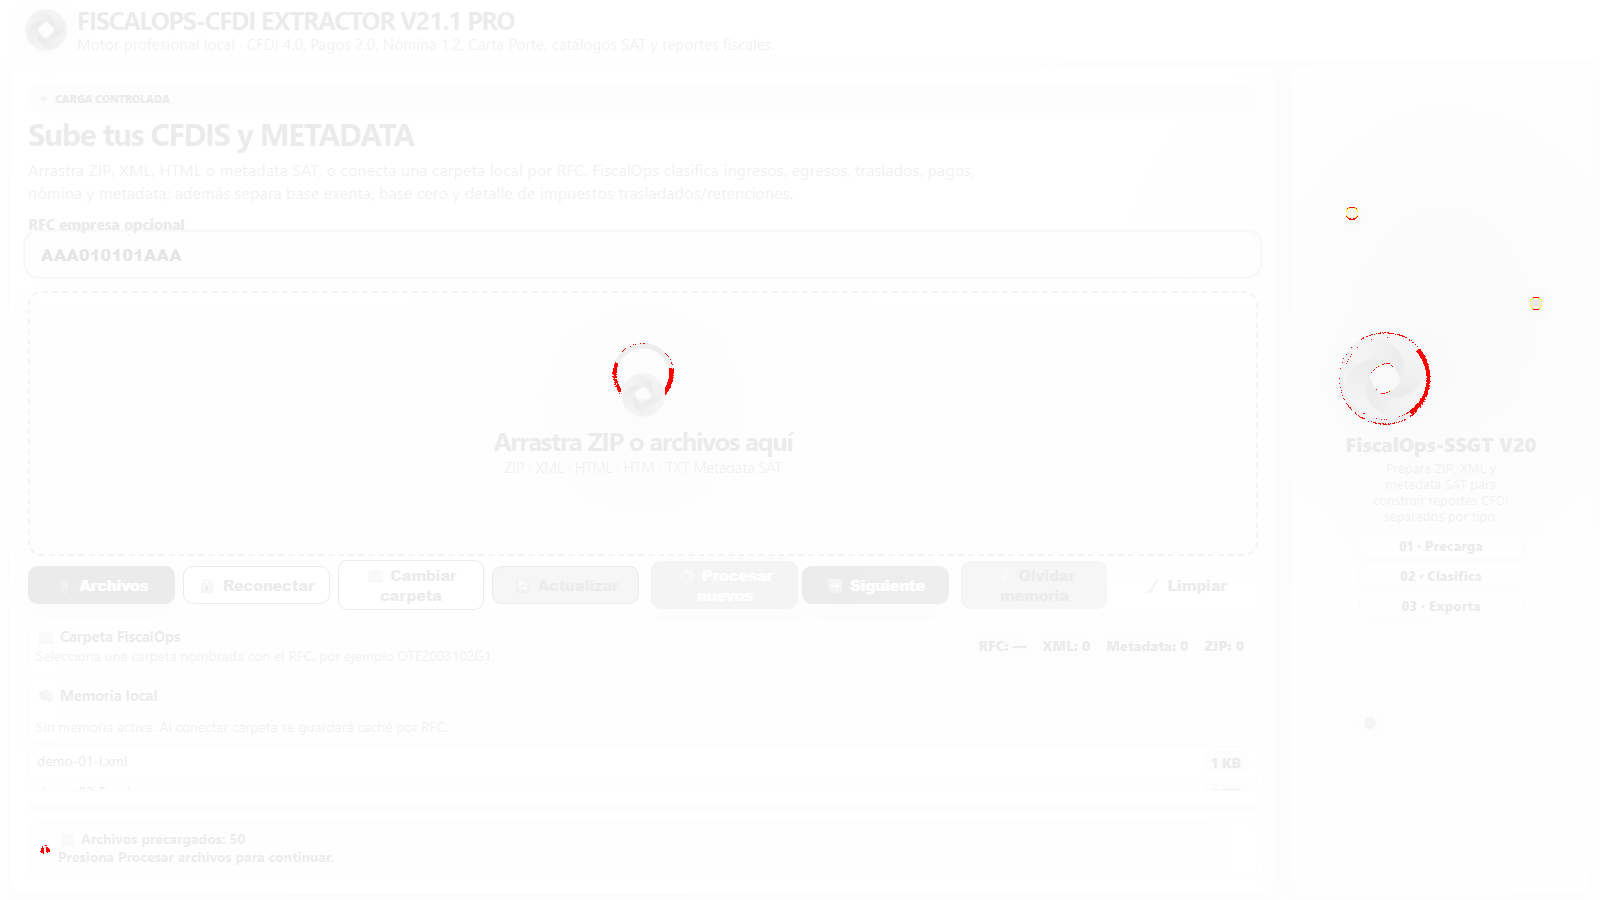 FISCALOPS-CFDI EXTRACTOR V21.1 PRO
Motor profesional local · CFDI 4.0, Pagos 2.0, Nómina 1.2, Carta Porte, catálogos SAT y reportes fiscales.
CARGA CONTROLADA
Sube tus CFDIS y METADATA
Arrastra ZIP, XML, HTML o metadata SAT, o conecta una carpeta local por RFC. FiscalOps clasifica ingresos, egresos, traslados, pagos,
nómina y metadata; además separa base exenta, base cero y detalle de impuestos trasladados/retenciones.
RFC empresa opcional
AAA010101AAA
Arrastra ZIP o archivos aquí
ZIP · XML · HTML · HTM · TXT Metadata SAT
Archivos
Reconectar
Cambiar
carpeta
Actualizar
Procesar
nuevos
Siguiente
Olvidar
memoria
Limpiar
Carpeta FiscalOps
Selecciona una carpeta nombrada con el RFC, por ejemplo OTE2003102G1.
RFC: — XML: 0 Metadata: 0 ZIP: 0
Memoria local
Sin memoria activa. Al conectar carpeta se guardará caché por RFC.
demo-01-I.xml
1 KB
Archivos precargados: 50
Presiona Procesar archivos para continuar.
FiscalOps-SSGT V20
Prepara ZIP, XML y
metadata SAT para
construir reportes CFDI
separados por tipo
01 · Precarga
02 · Clasifica
03 · Exporta